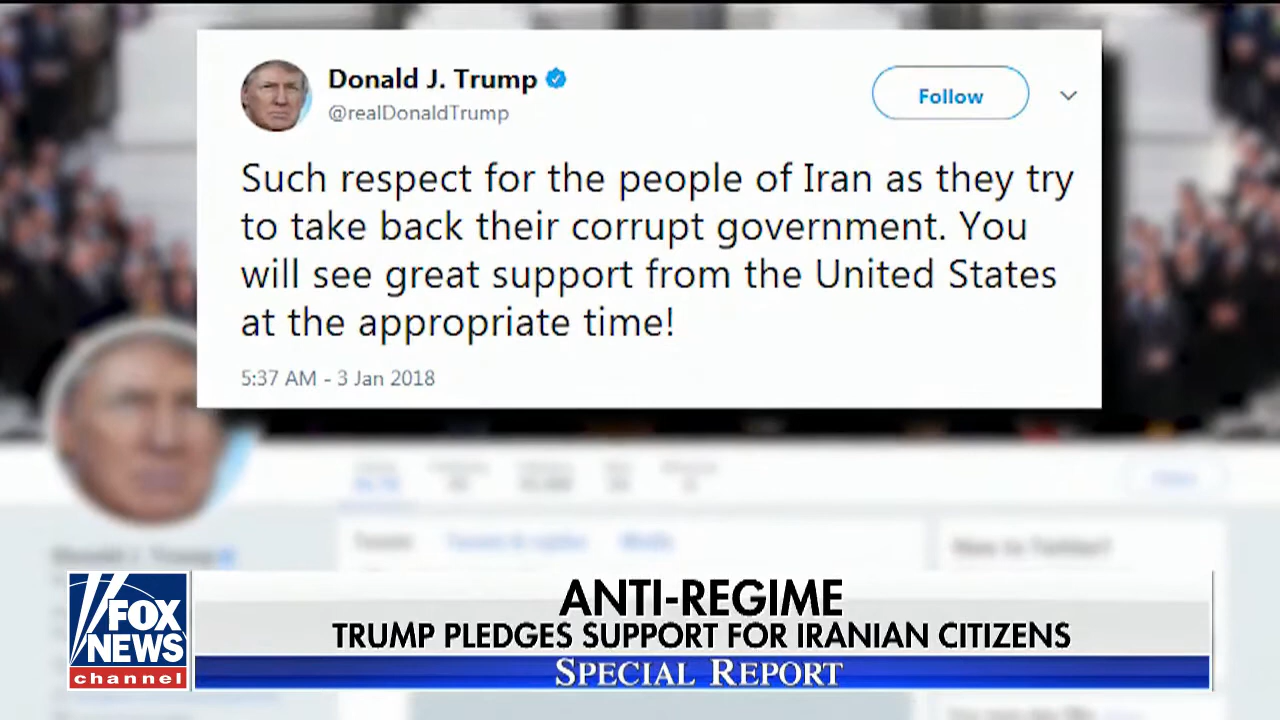 Donald J. Trump
@realDonaldTrump
Follow
Such respect for the people of Iran as they try
to take back their corrupt government. You
will see great support from the United States
at the appropriate time!
5:37 AM - 3 Jan 2018
FOX
NEWS
channel
ANTI-REGIME
TRUMP PLEDGES SUPPORT FOR IRANIAN CITIZENS
SPECIAL REPORT